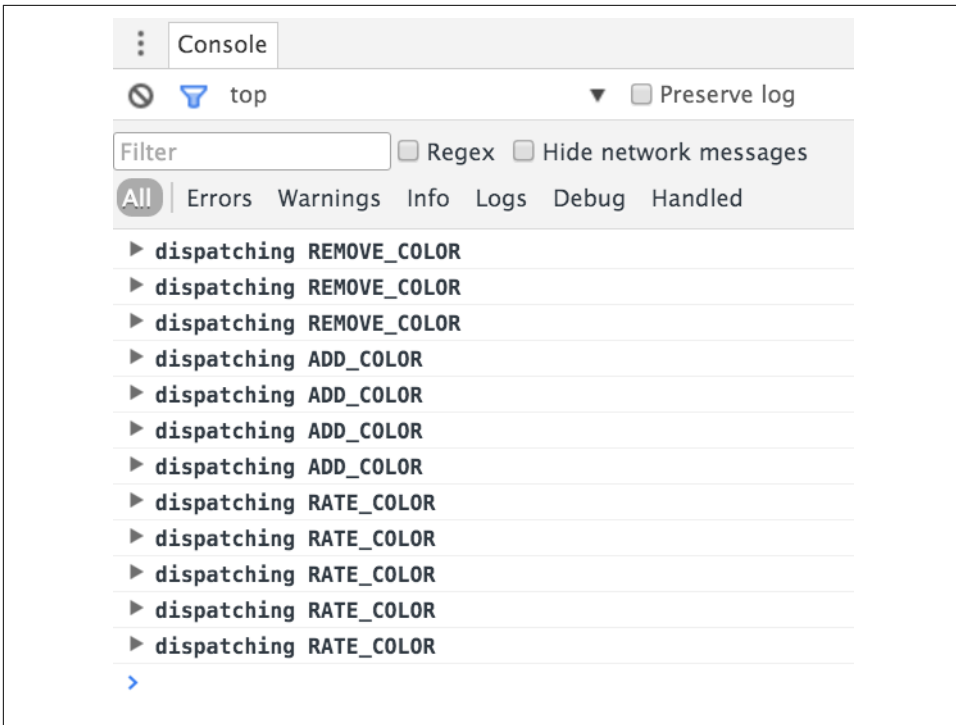 Console
top ▼ Preserve log
Filter Regex Hide network messages
All Errors Warnings Info Logs Debug Handled
dispatching REMOVE_COLOR
dispatching REMOVE_COLOR
dispatching REMOVE_COLOR
dispatching ADD_COLOR
dispatching ADD_COLOR
dispatching ADD_COLOR
dispatching ADD_COLOR
dispatching RATE_COLOR
dispatching RATE_COLOR
dispatching RATE_COLOR
dispatching RATE_COLOR
dispatching RATE_COLOR
>